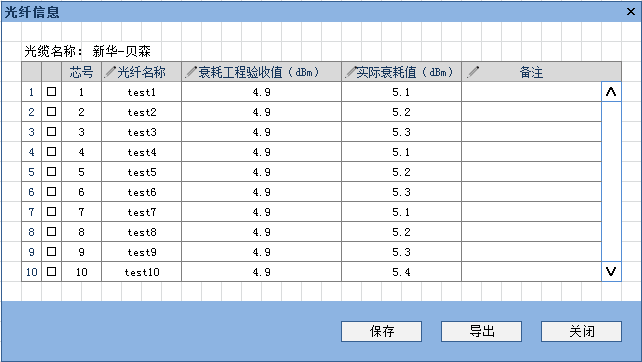 光纤信息 ×
光缆名称：新华-贝森
芯号 光纤名称 衰耗工程验收值（dBm） 实际衰耗值（dBm） 备注
1 1 test1 4.9 5.1
2 2 test2 4.9 5.2
3 3 test3 4.9 5.3
4 4 test4 4.9 5.1
5 5 test5 4.9 5.2
6 6 test6 4.9 5.3
7 7 test7 4.9 5.1
8 8 test8 4.9 5.2
9 9 test9 4.9 5.3
10 10 test10 4.9 5.4
保存 导出 关闭